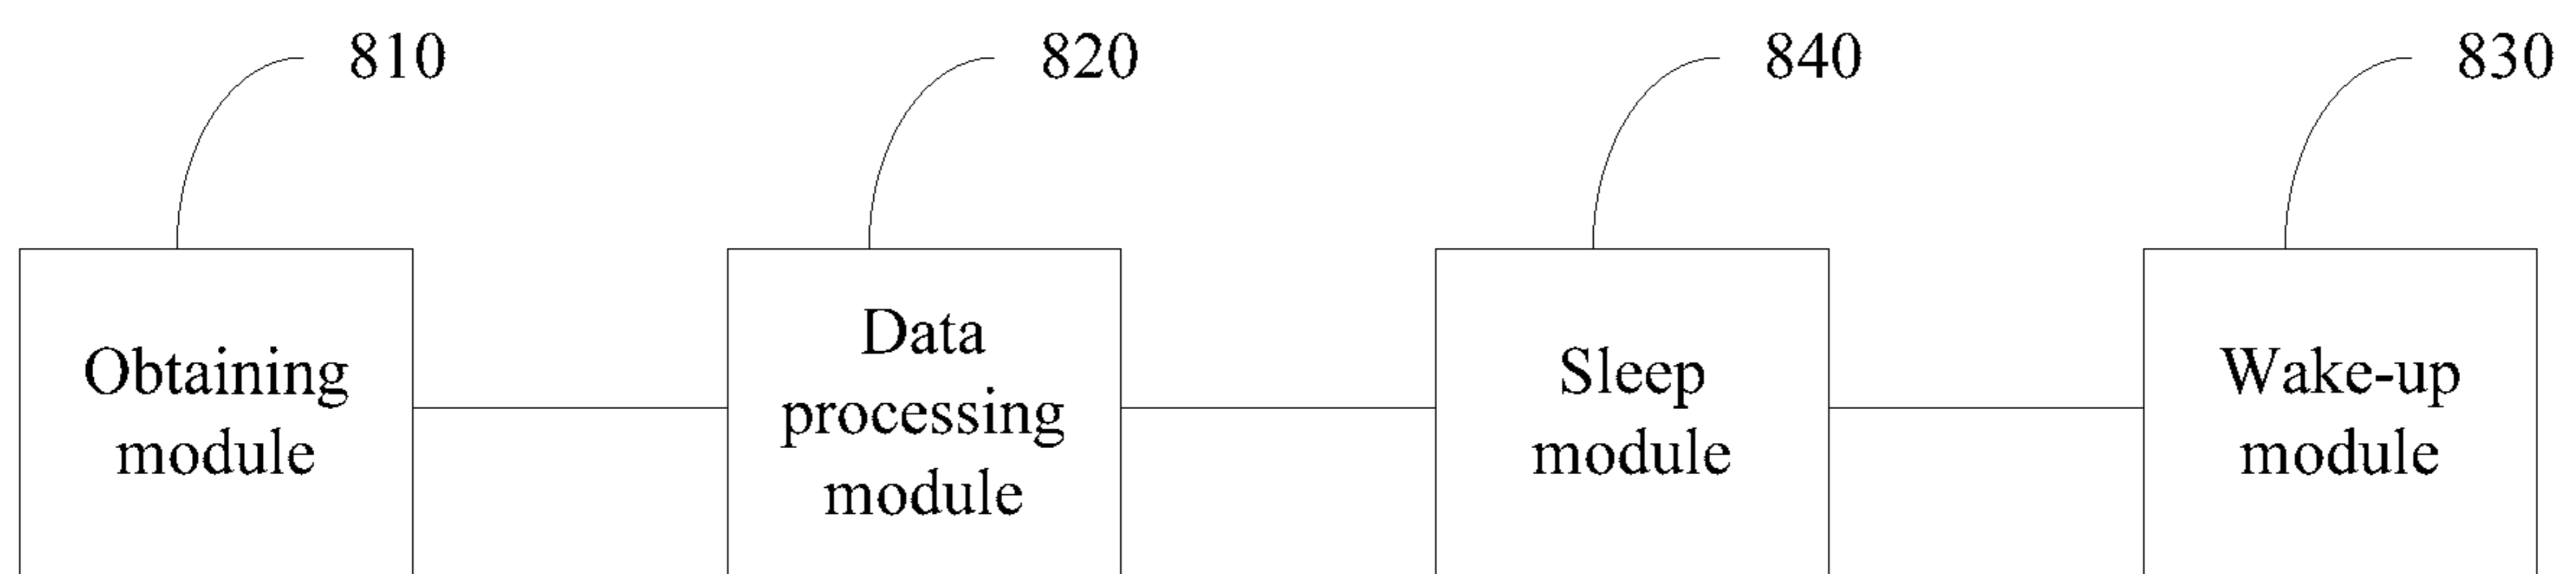 810
820
840
830
Obtaining
module
Data
processing
module
Sleep
module
Wake-up
module